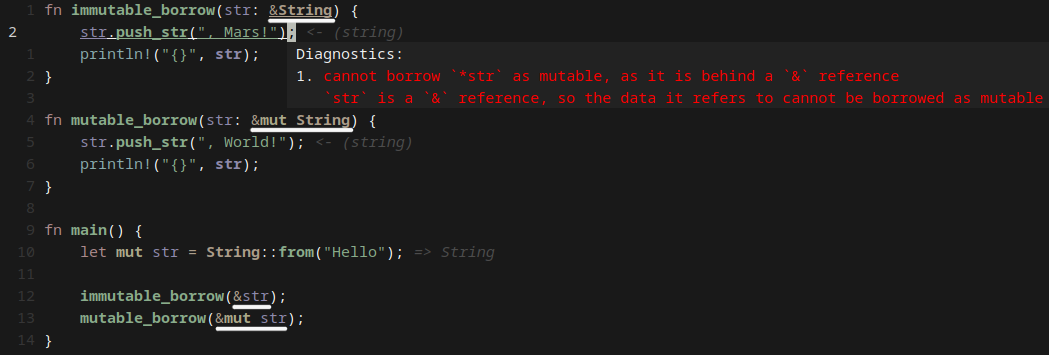 1 fn immutable_borrow(str: &String) {
2 str.push_str(", Mars!"); <- (string)
1 println!("{}", str); Diagnostics:
2 } 1. cannot borrow `*str` as mutable, as it is behind a `&` reference
3 `str` is a `&` reference, so the data it refers to cannot be borrowed as mutable
4 fn mutable_borrow(str: &mut String) {
5 str.push_str(", World!"); <- (string)
6 println!("{}", str);
7 }
8
9 fn main() {
10 let mut str = String::from("Hello"); => String
11
12 immutable_borrow(&str);
13 mutable_borrow(&mut str);
14 }